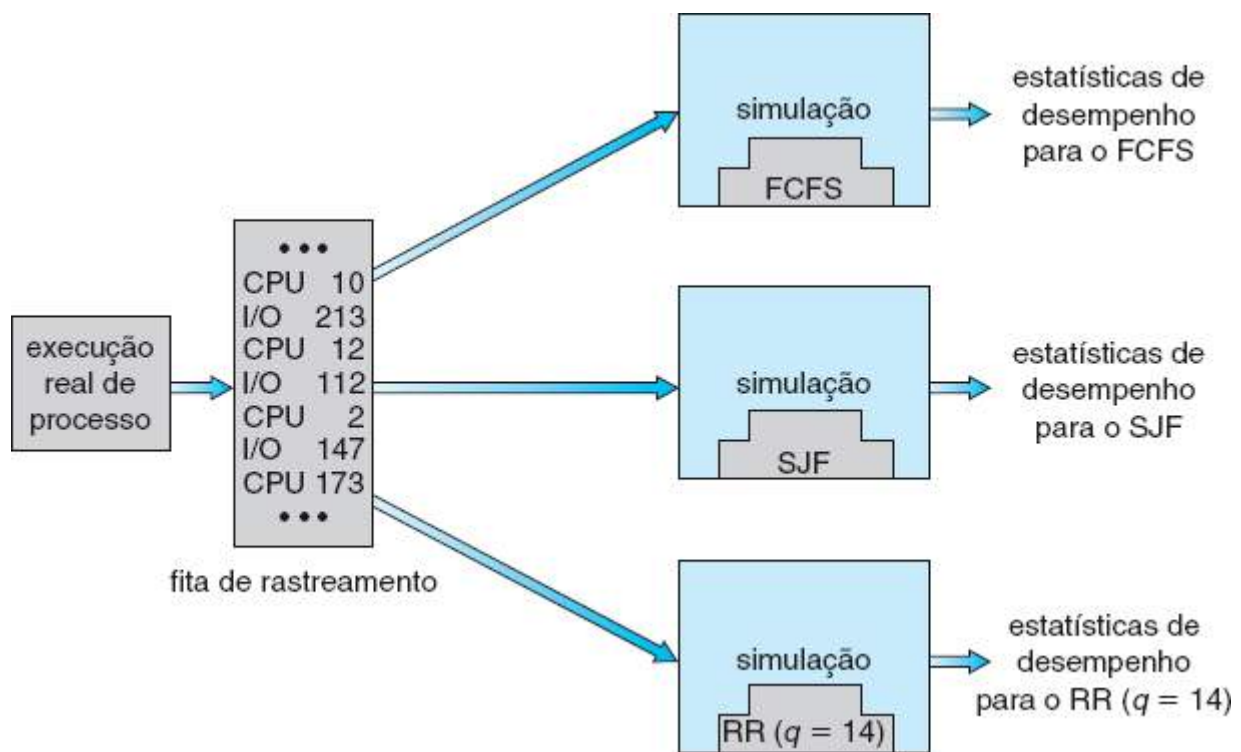 execução
real de
processo
•••
CPU 10
I/O 213
CPU 12
I/O 112
CPU 2
I/O 147
CPU 173
•••
fita de rastreamento
simulação
FCFS
estatísticas de
desempenho
para o FCFS
simulação
SJF
estatísticas de
desempenho
para o SJF
simulação
RR (q = 14)
estatísticas de
desempenho
para o RR (q = 14)